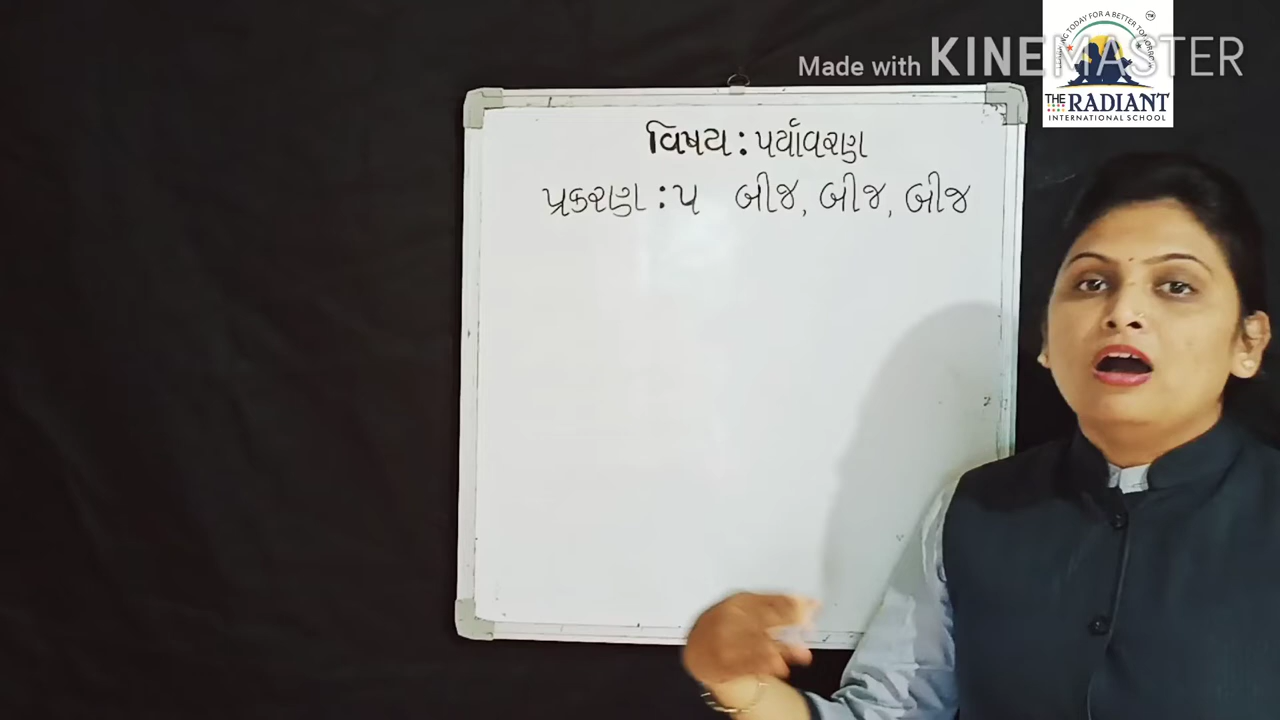 Made with KINEMASTER
THE RADIANT
INTERNATIONAL SCHOOL
વિષય : પર્યાવરણ
પ્રકરણ : ૫ બીજ, બીજ, બીજ